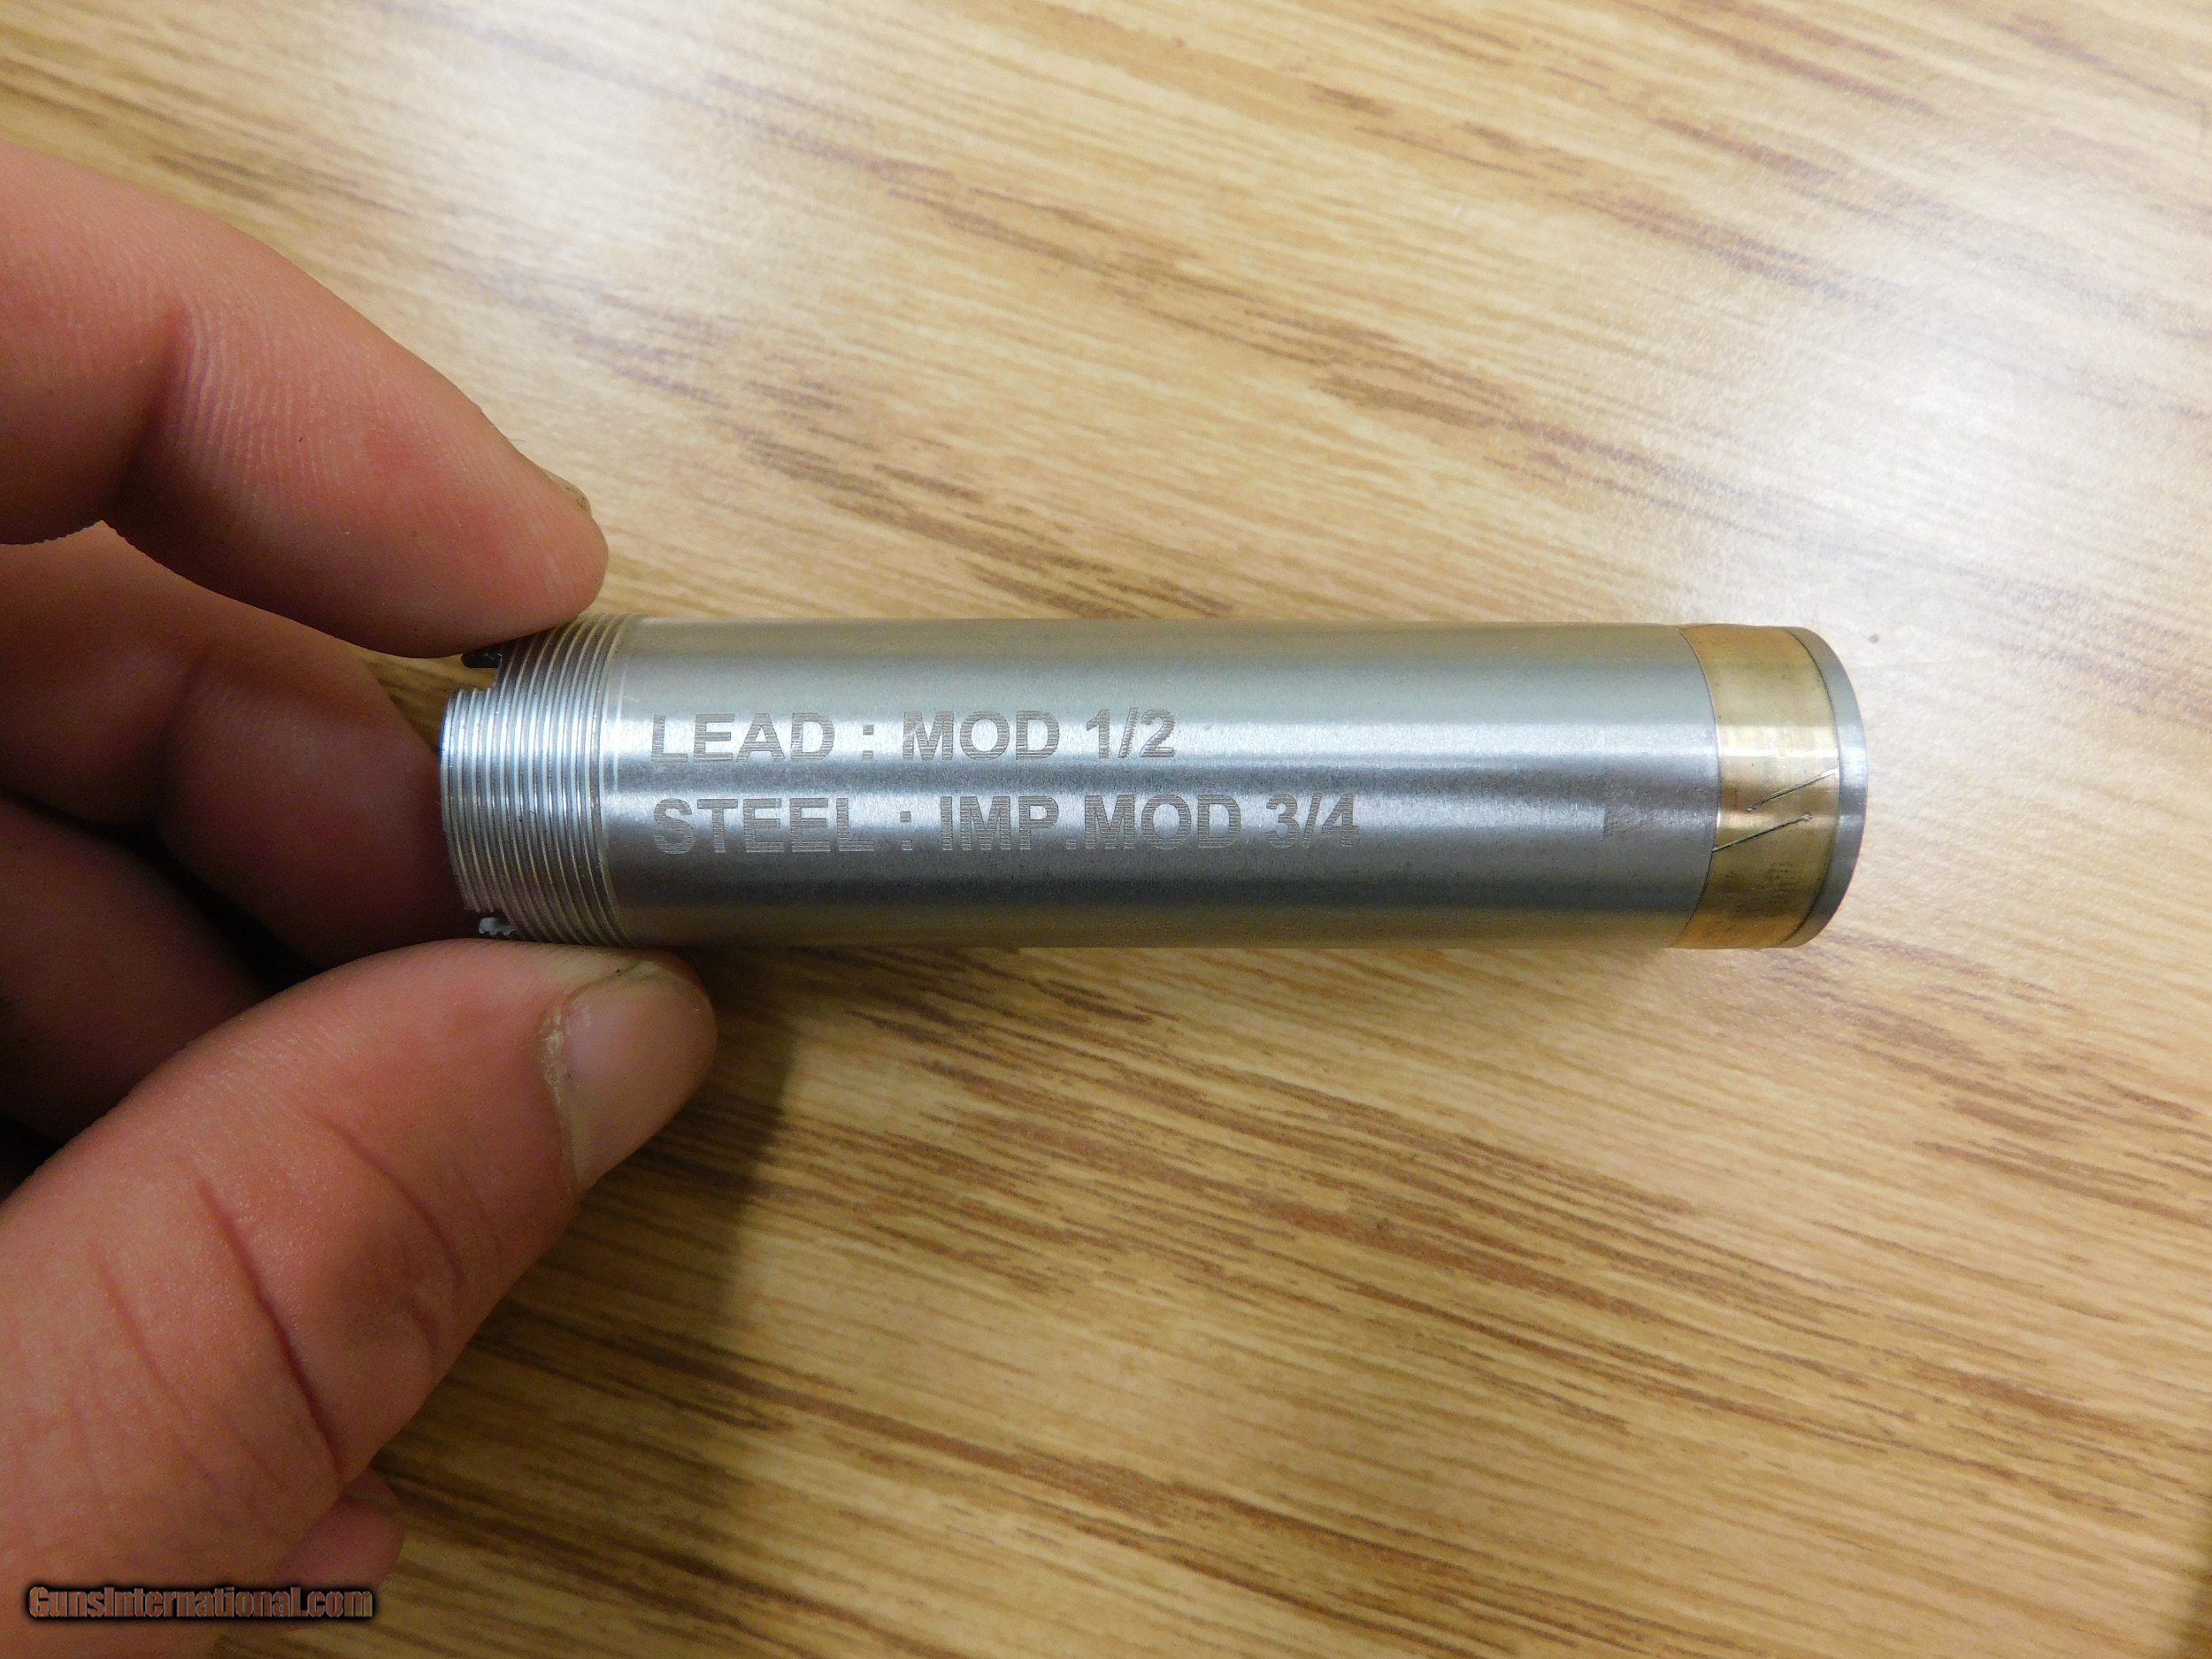 LEAD : MOD 1/2
STEEL : IMP.MOD 3/4
GunsInternational.com